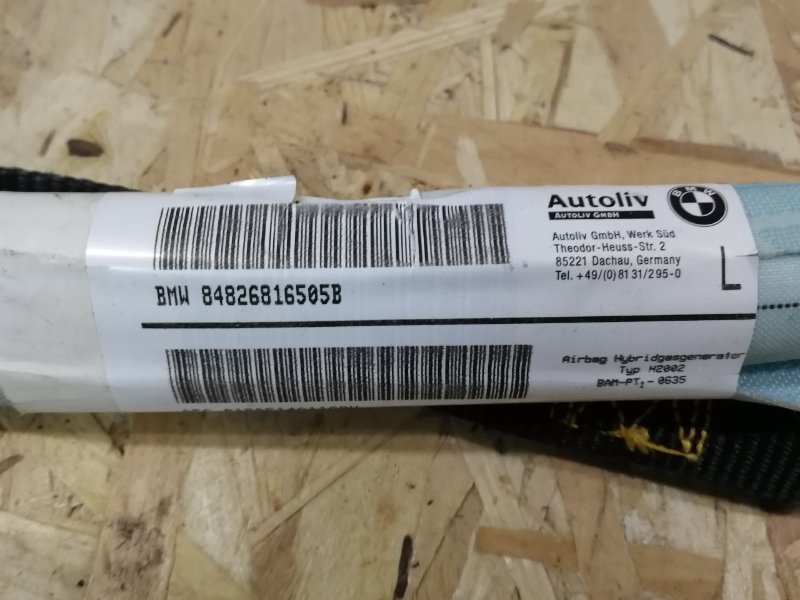 Autoliv
AUTOLIV GMBH
BMW
Autoliv GmbH, Werk Süd
Theodor-Heuss-Str. 2
85221 Dachau, Germany
Tel. +49/(0)8131/295-0
L
BMW 84826816505B
Airbag Hybridgasgenerator
Typ H2002
BAM-PT₁-0635